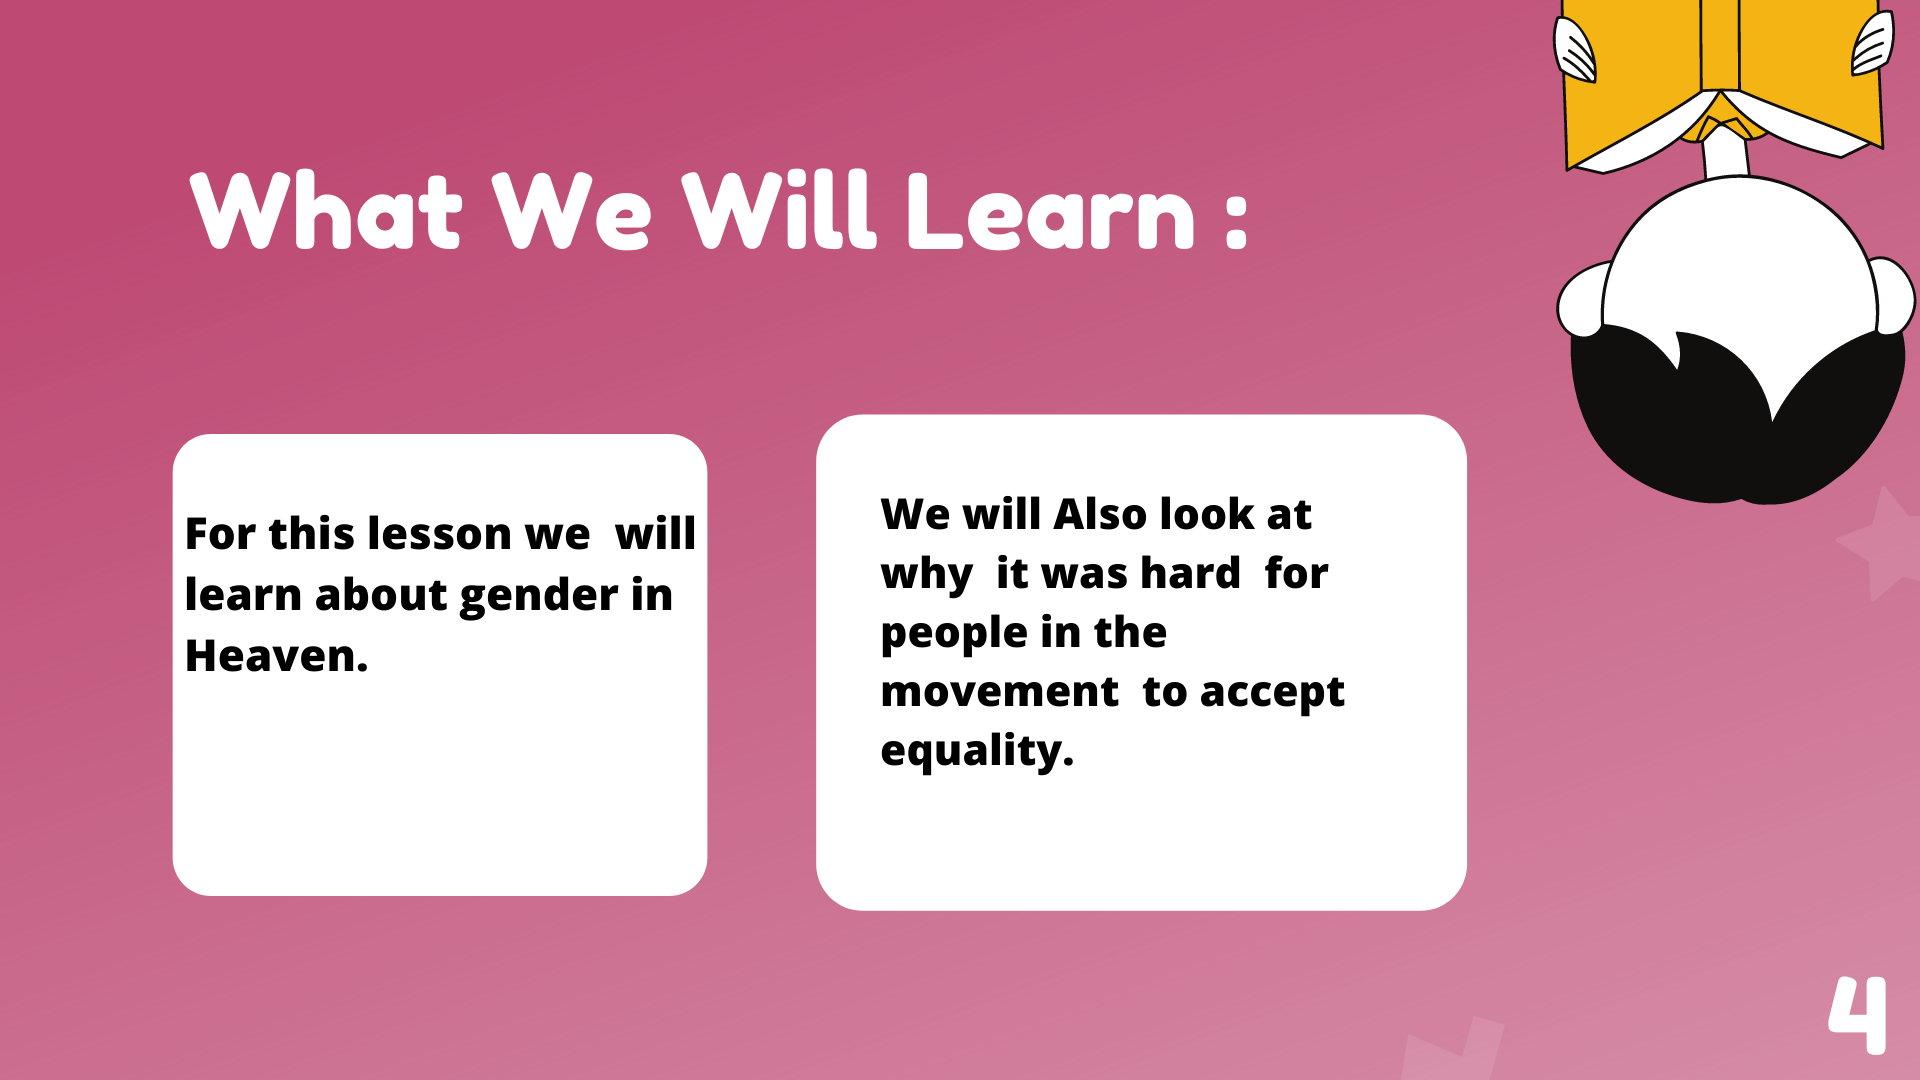 What We Will Learn :
For this lesson we  will
learn about gender in
Heaven.
We will Also look at
why  it was hard  for
people in the
movement  to accept
equality.
4